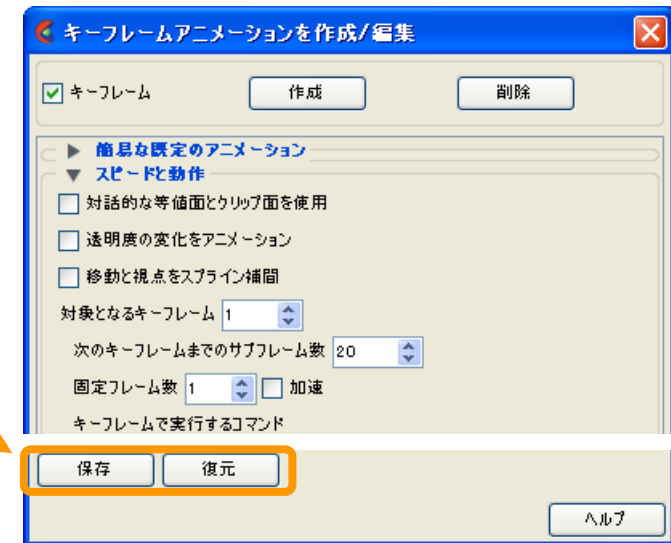 キーフレームアニメーションを作成/編集
キーフレーム 作成 削除
簡易な既定のアニメーション
スピードと動作
対話的な等値面とクリップ面を使用
透明度の変化をアニメーション
移動と視点をスプライン補間
対象となるキーフレーム 1
次のキーフレームまでのサブフレーム数 20
固定フレーム数 1 加速
キーフレームで実行するコマンド
保存 復元
ヘルプ